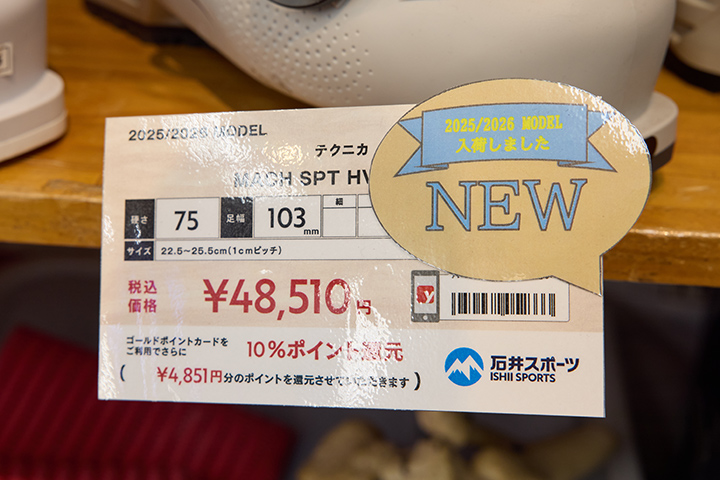 2025/2026 MODEL
テクニカ
MACH SPT HV
硬さ 75 足幅 103mm 細
サイズ 22.5~25.5cm(1cmピッチ)
税込
価格
¥48,510円
ゴールドポイントカードを
ご利用でさらに
10%ポイント還元
(¥4,851円分のポイントを還元させていただきます)
石井スポーツ
ISHII SPORTS
2025/2026 MODEL
入荷しました
NEW